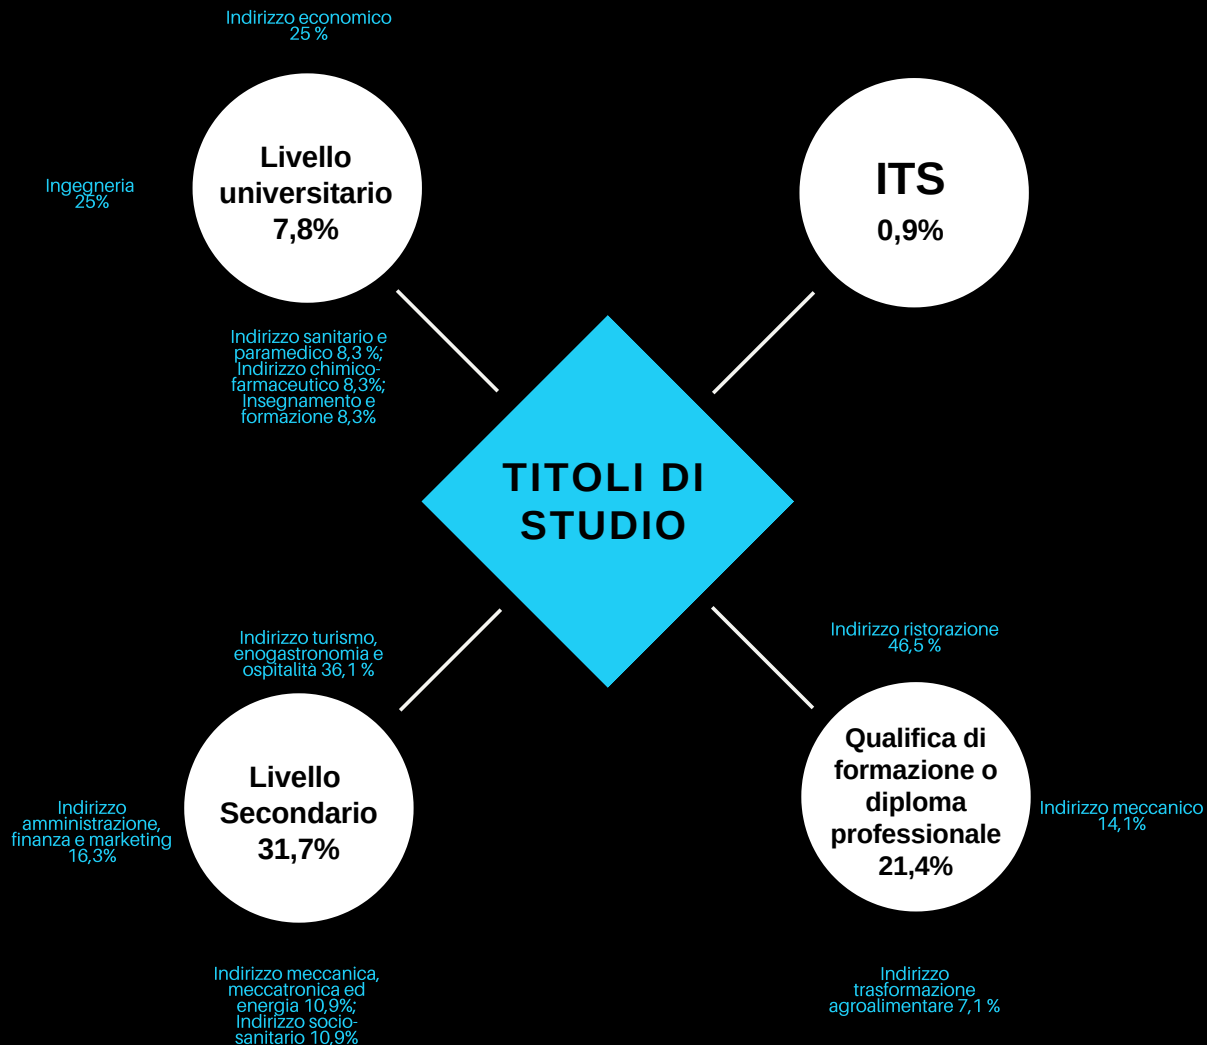 Indirizzo economico
25 %
Ingegneria
25%
Livello
universitario
7,8%
Indirizzo sanitario e
paramedico 8,3 %;
Indirizzo chimico-
farmaceutico 8,3%;
Insegnamento e
formazione 8,3%
ITS
0,9%
TITOLI DI
STUDIO
Indirizzo turismo,
enogastronomia e
ospitalità 36,1 %
Livello
Secondario
31,7%
Indirizzo
amministrazione,
finanza e marketing
16,3%
Indirizzo meccanica,
meccatronica ed
energia 10,9%;
Indirizzo socio-
sanitario 10,9%
Indirizzo ristorazione
46,5 %
Qualifica di
formazione o
diploma
professionale
21,4%
Indirizzo meccanico
14,1%
Indirizzo
trasformazione
agroalimentare 7,1 %